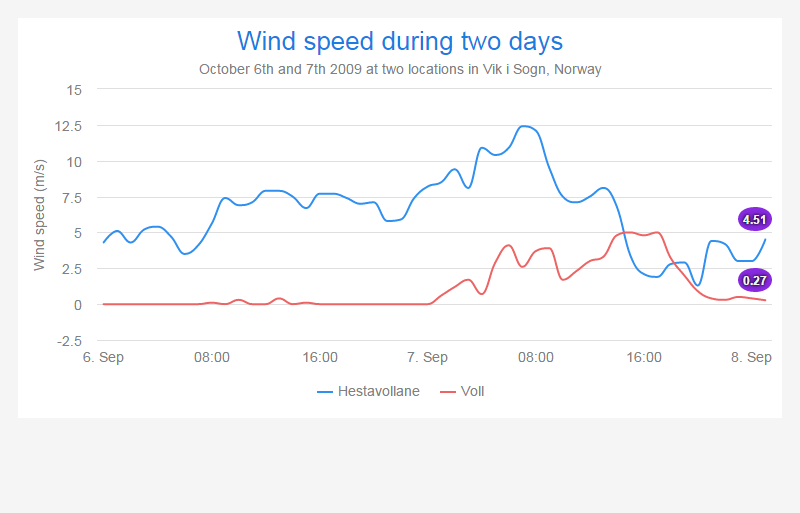 Wind speed during two days
October 6th and 7th 2009 at two locations in Vik i Sogn, Norway
Wind speed (m/s)
15
12.5
10
7.5
5
2.5
0
-2.5
4.51
0.27
6. Sep 08:00 16:00 7. Sep 08:00 16:00 8. Sep
Hestavollane Voll